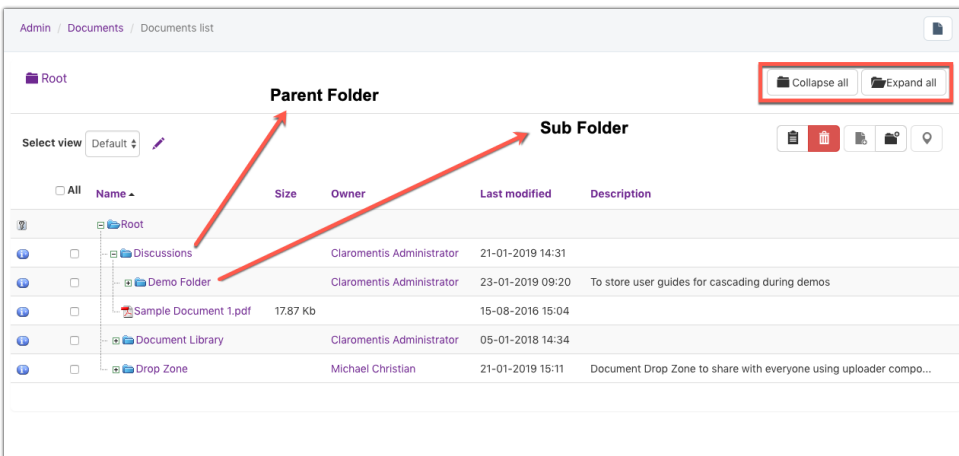 Admin / Documents / Documents list
Root
Collapse all Expand all
Parent Folder
Sub Folder
Select view Default
All Name Size Owner Last modified Description
Root
Discussions Claromentis Administrator 21-01-2019 14:31
Demo Folder Claromentis Administrator 23-01-2019 09:20 To store user guides for cascading during demos
Sample Document 1.pdf 17.87 Kb 15-08-2016 15:04
Document Library Claromentis Administrator 05-01-2018 14:34
Drop Zone Michael Christian 21-01-2019 15:11 Document Drop Zone to share with everyone using uploader compo...